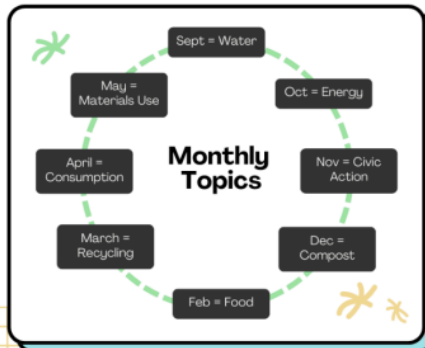 Monthly
Topics
Sept = Water
Oct = Energy
Nov = Civic
Action
Dec =
Compost
Feb = Food
March =
Recycling
April =
Consumption
May =
Materials Use